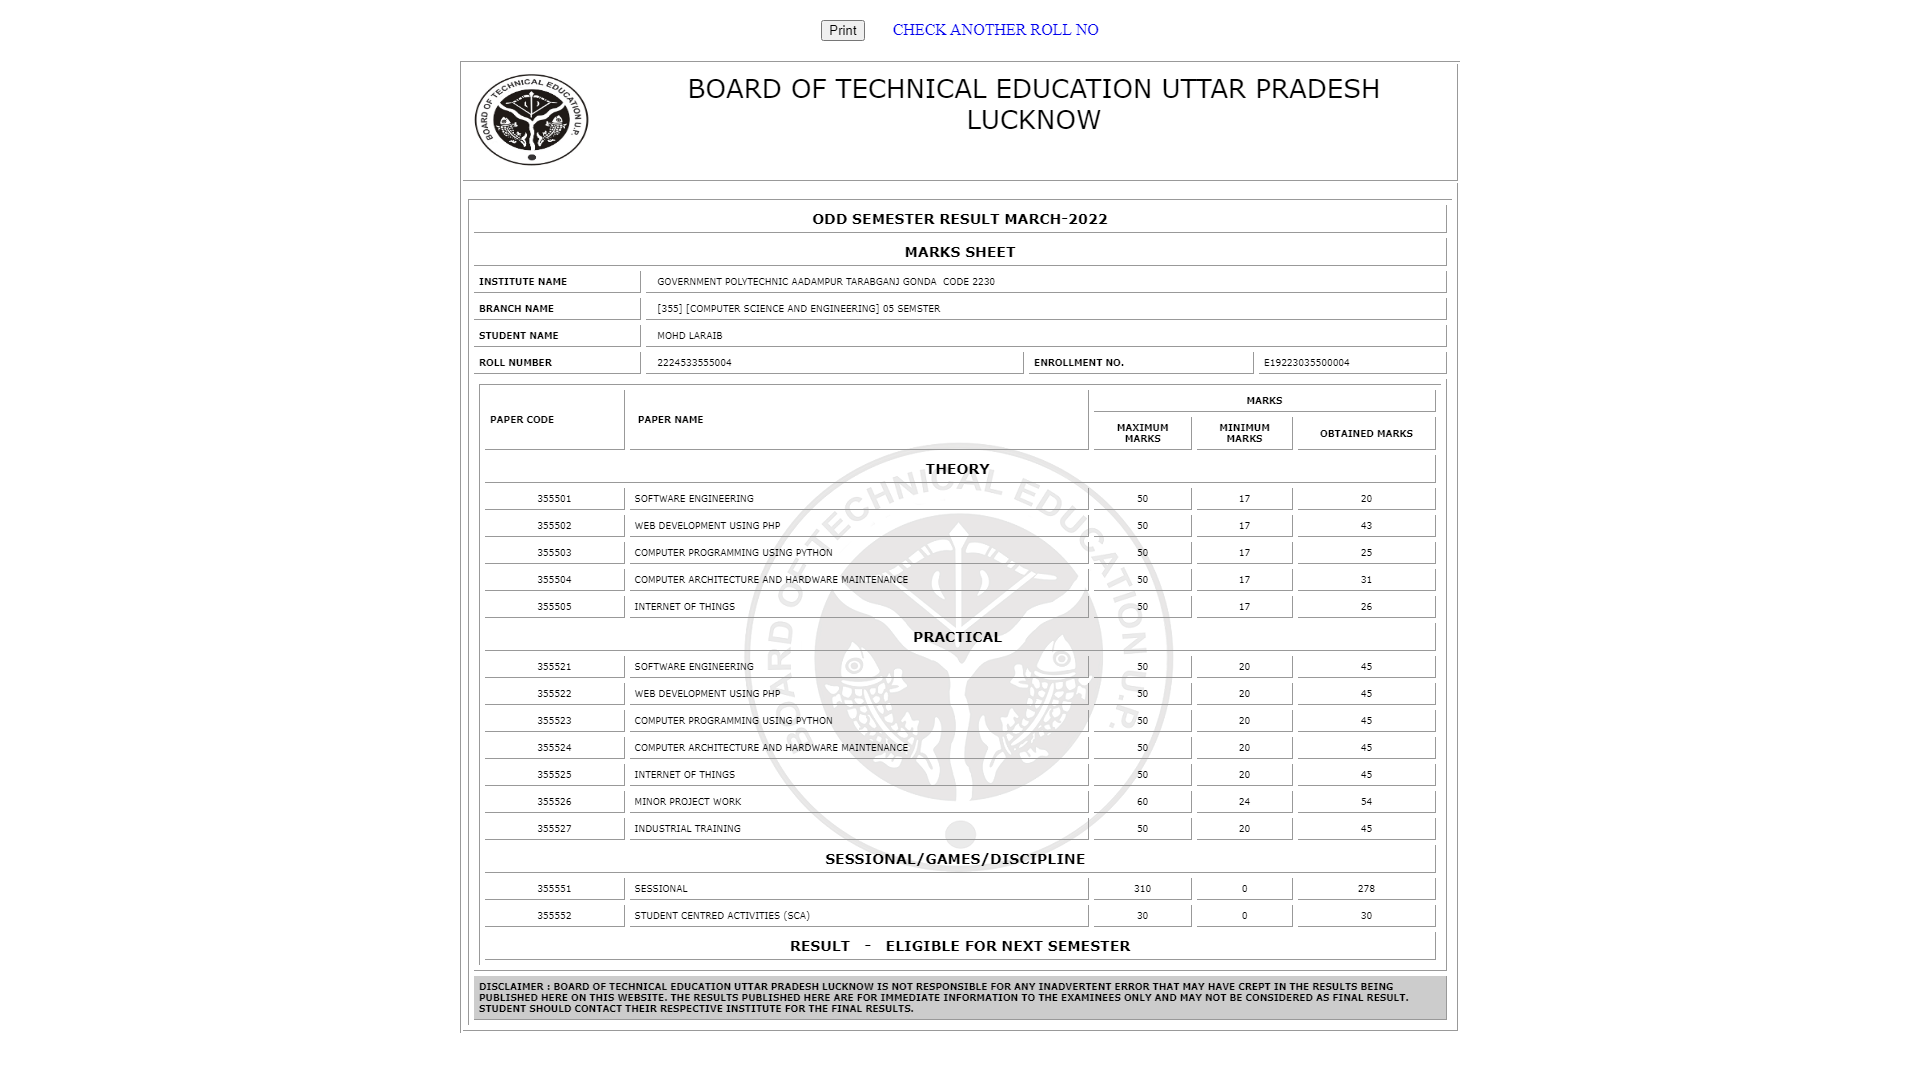 Print CHECK ANOTHER ROLL NO
BOARD OF TECHNICAL EDUCATION U.P.
BOARD OF TECHNICAL EDUCATION UTTAR PRADESH
LUCKNOW
ODD SEMESTER RESULT MARCH-2022
MARKS SHEET
INSTITUTE NAME GOVERNMENT POLYTECHNIC AADAMPUR TARABGANJ GONDA CODE 2230
BRANCH NAME [355] [COMPUTER SCIENCE AND ENGINEERING] 05 SEMSTER
STUDENT NAME MOHD LARAIB
ROLL NUMBER 2224533555004 ENROLLMENT NO. E19223035500004
PAPER CODE PAPER NAME MARKS
MAXIMUM MARKS MINIMUM MARKS OBTAINED MARKS
THEORY
355501 SOFTWARE ENGINEERING 50 17 20
355502 WEB DEVELOPMENT USING PHP 50 17 43
355503 COMPUTER PROGRAMMING USING PYTHON 50 17 25
355504 COMPUTER ARCHITECTURE AND HARDWARE MAINTENANCE 50 17 31
355505 INTERNET OF THINGS 50 17 26
PRACTICAL
355521 SOFTWARE ENGINEERING 50 20 45
355522 WEB DEVELOPMENT USING PHP 50 20 45
355523 COMPUTER PROGRAMMING USING PYTHON 50 20 45
355524 COMPUTER ARCHITECTURE AND HARDWARE MAINTENANCE 50 20 45
355525 INTERNET OF THINGS 50 20 45
355526 MINOR PROJECT WORK 60 24 54
355527 INDUSTRIAL TRAINING 50 20 45
SESSIONAL/GAMES/DISCIPLINE
355551 SESSIONAL 310 0 278
355552 STUDENT CENTRED ACTIVITIES (SCA) 30 0 30
RESULT - ELIGIBLE FOR NEXT SEMESTER
BOARD OF TECHNICAL EDUCATION U.P.
DISCLAIMER : BOARD OF TECHNICAL EDUCATION UTTAR PRADESH LUCKNOW IS NOT RESPONSIBLE FOR ANY INADVERTENT ERROR THAT MAY HAVE CREPT IN THE RESULTS BEING
PUBLISHED HERE ON THIS WEBSITE. THE RESULTS PUBLISHED HERE ARE FOR IMMEDIATE INFORMATION TO THE EXAMINEES ONLY AND MAY NOT BE CONSIDERED AS FINAL RESULT.
STUDENT SHOULD CONTACT THEIR RESPECTIVE INSTITUTE FOR THE FINAL RESULTS.